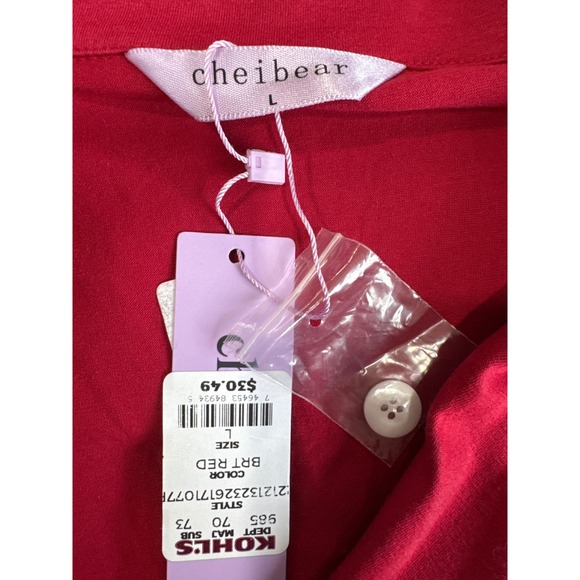 cheibear
L
ch
KOHL'S
DEPT MAJ SUB
985 70 73
STYLE
COLOR
BRT RED
SIZE
L
7 46453 84934 5
$30.49